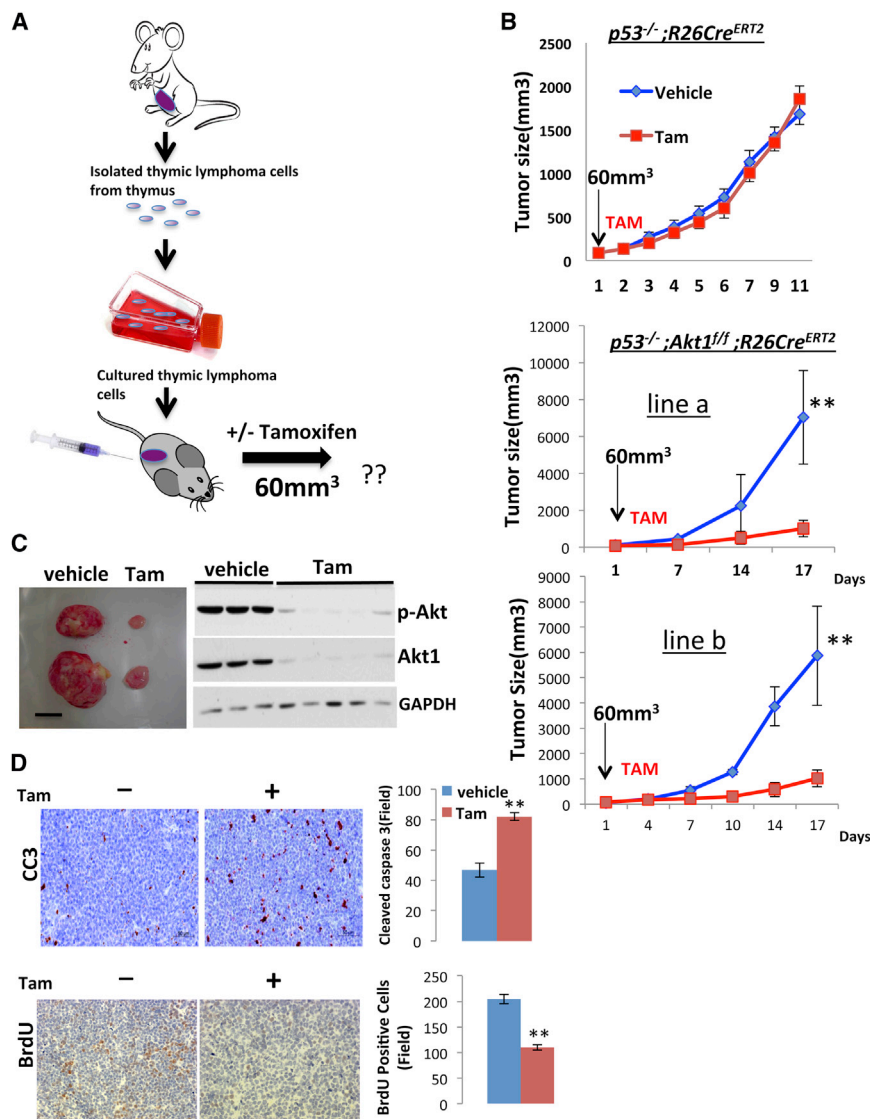 A
Isolated thymic lymphoma cells
from thymus
Cultured thymic lymphoma
cells
+/- Tamoxifen
60mm³
??
B
p53-/-;R26CreERT2
Tumor size(mm3)
2500
2000
1500
1000
500
0
Vehicle
Tam
60mm³
TAM
1 2 3 4 5 6 7 9 11
p53-/-;Akt1f/f;R26CreERT2
Tumor size(mm3)
12000
10000
8000
6000
4000
2000
0
line a
**
60mm³
TAM
1 7 14 17 Days
Tumor Size(mm3)
9000
8000
7000
6000
5000
4000
3000
2000
1000
0
line b
**
60mm³
TAM
1 4 7 10 14 17 Days
C
vehicle Tam
vehicle Tam
p-Akt
Akt1
GAPDH
D
Tam − +
CC3
Cleaved caspase 3(Field)
100
80
60
40
20
0
vehicle
Tam
**
Tam − +
BrdU
BrdU Positive Cells
(Field)
250
200
150
100
50
0
**